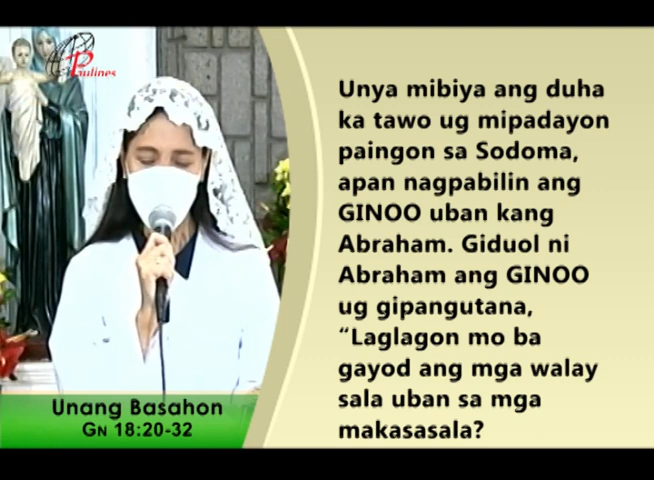 Paulines
Unya mibiya ang duha
ka tawo ug mipadayon
paingon sa Sodoma,
apan nagpabilin ang
GINOO uban kang
Abraham. Giduol ni
Abraham ang GINOO
ug gipangutana,
“Laglagon mo ba
gayod ang mga walay
sala uban sa mga
makasasala?
Unang Basahon
GN 18:20-32